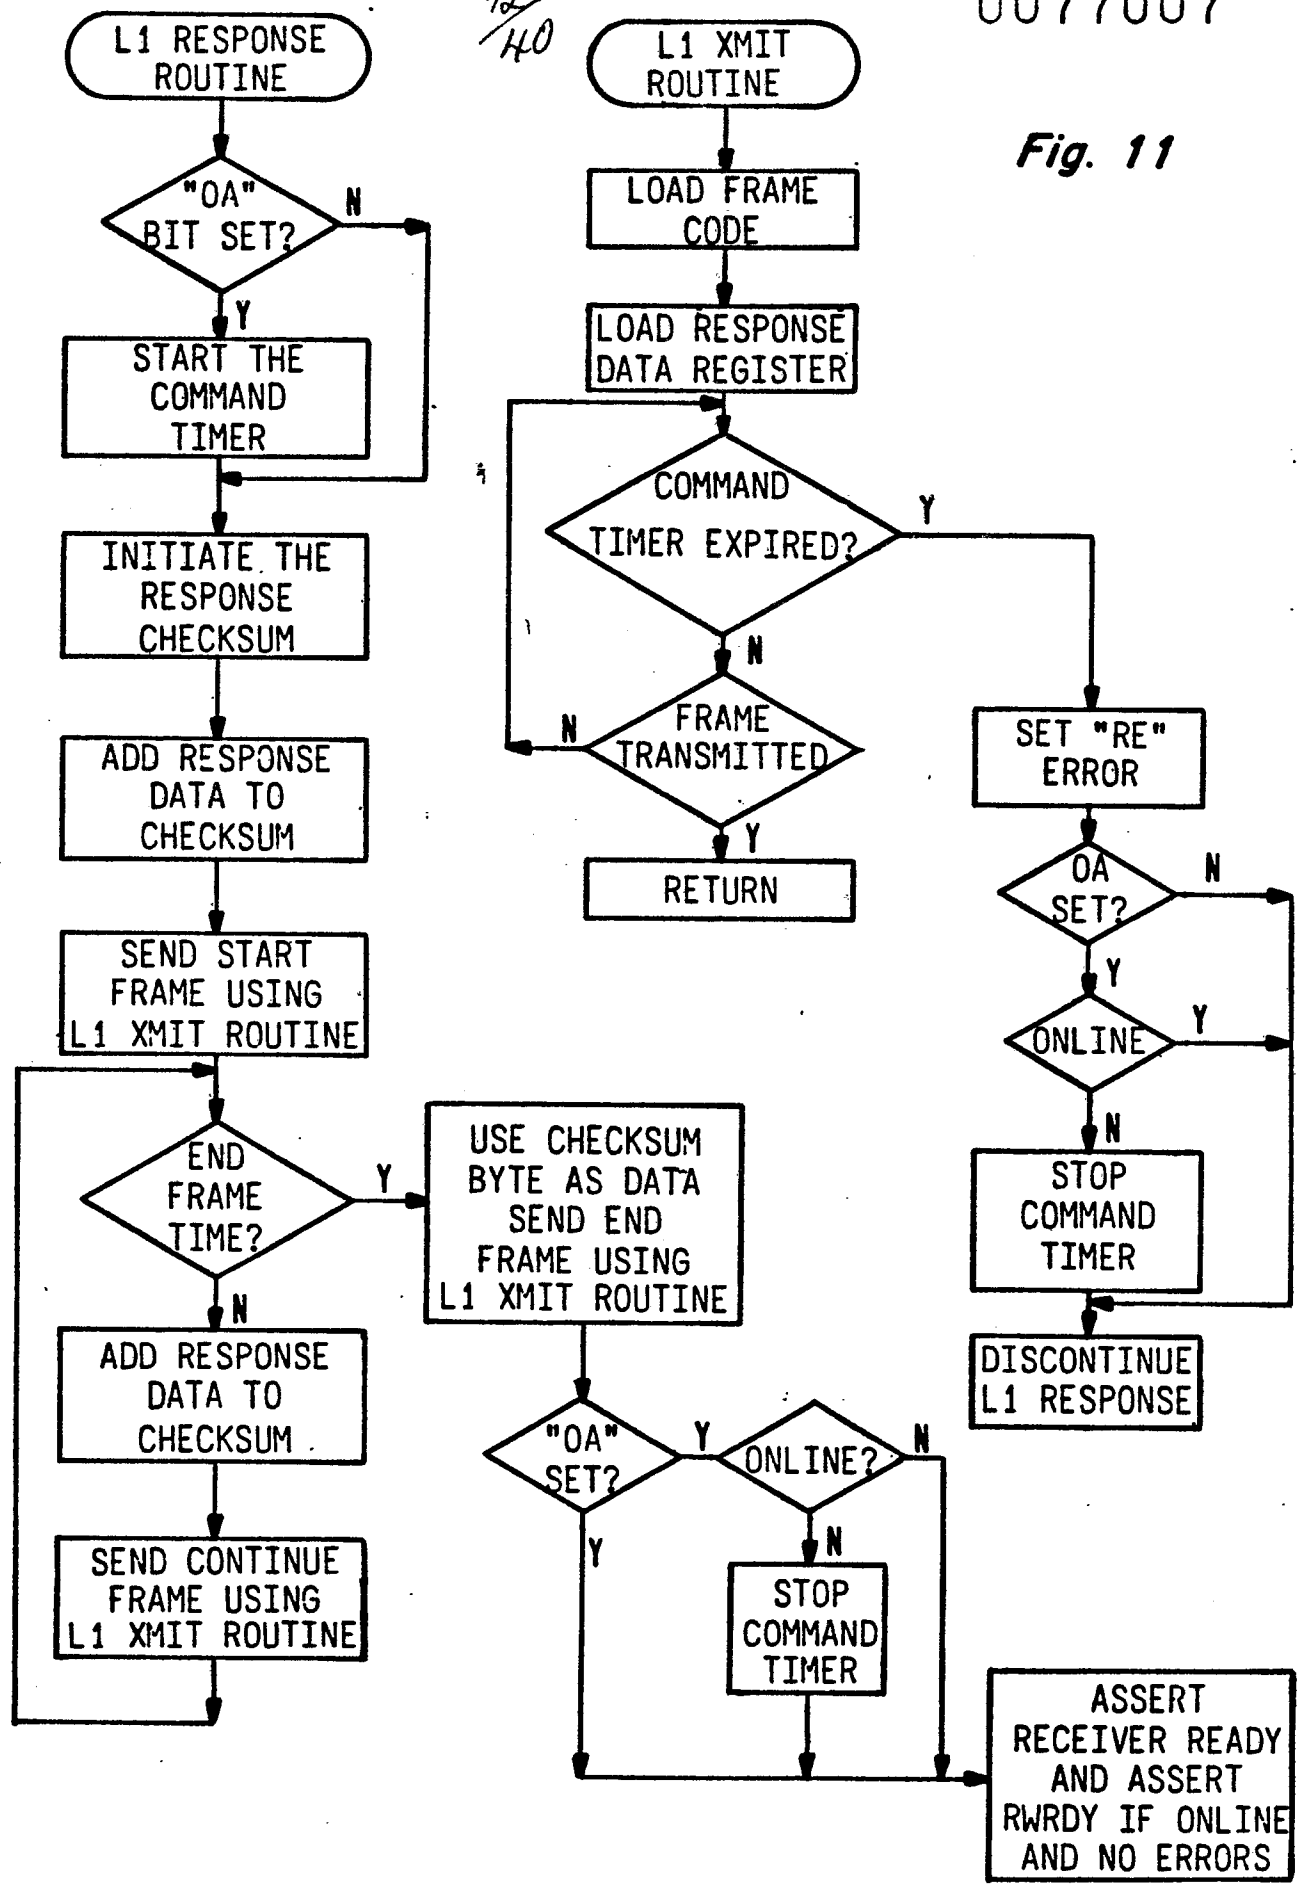 12/40
0077007
Fig. 11
L1 RESPONSE
ROUTINE
"OA"
BIT SET?
N
Y
START THE
COMMAND
TIMER
INITIATE THE
RESPONSE
CHECKSUM
ADD RESPONSE
DATA TO
CHECKSUM
SEND START
FRAME USING
L1 XMIT ROUTINE
END
FRAME
TIME?
Y
N
ADD RESPONSE
DATA TO
CHECKSUM
SEND CONTINUE
FRAME USING
L1 XMIT ROUTINE
USE CHECKSUM
BYTE AS DATA
SEND END
FRAME USING
L1 XMIT ROUTINE
"OA"
SET?
Y
Y
ONLINE?
N
N
STOP
COMMAND
TIMER
ASSERT
RECEIVER READY
AND ASSERT
RWRDY IF ONLINE
AND NO ERRORS
L1 XMIT
ROUTINE
LOAD FRAME
CODE
LOAD RESPONSE
DATA REGISTER
COMMAND
TIMER EXPIRED?
Y
N
FRAME
TRANSMITTED
N
Y
RETURN
SET "RE"
ERROR
OA
SET?
N
Y
ONLINE
Y
N
STOP
COMMAND
TIMER
DISCONTINUE
L1 RESPONSE